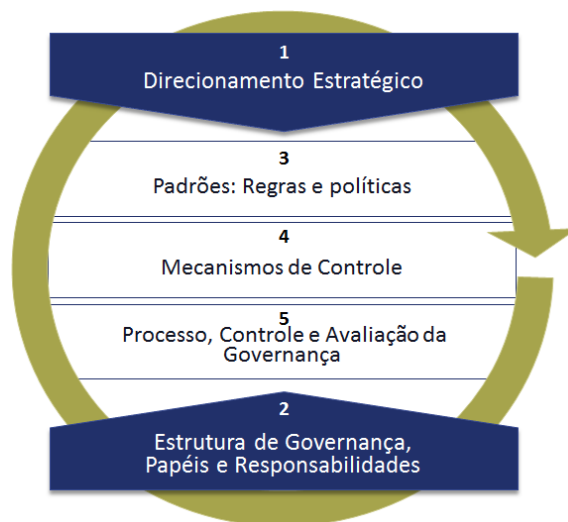 1
Direcionamento Estratégico
3
Padrões: Regras e políticas
4
Mecanismos de Controle
5
Processo, Controle e Avaliação da
Governança
2
Estrutura de Governança,
Papéis e Responsabilidades